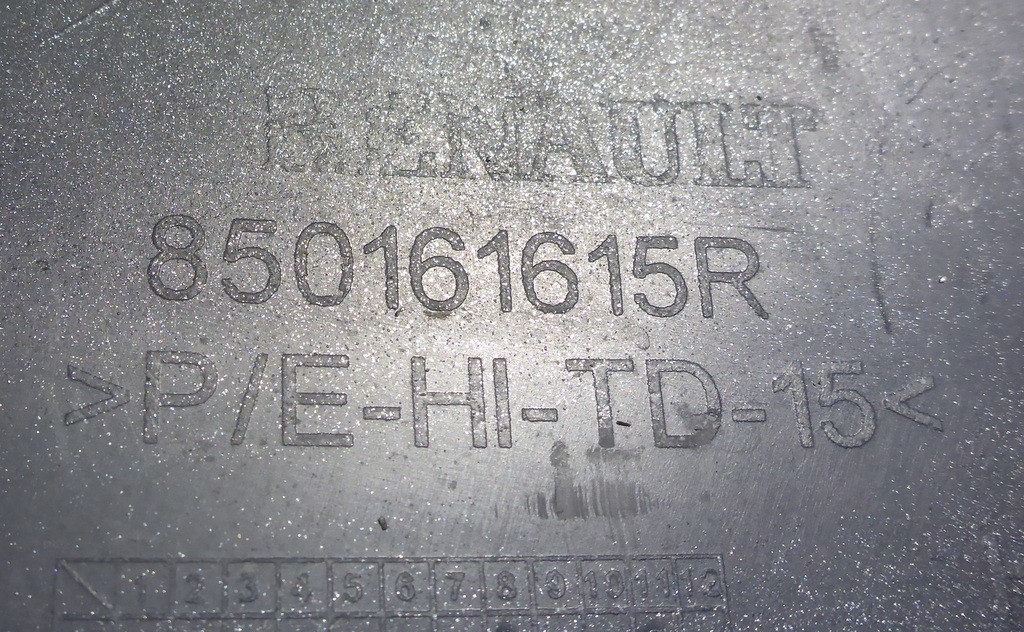 RENAULT
850161615R
>P/E-HI-TD-15<
1 2 3 4 5 6 7 8 9 10 11 12